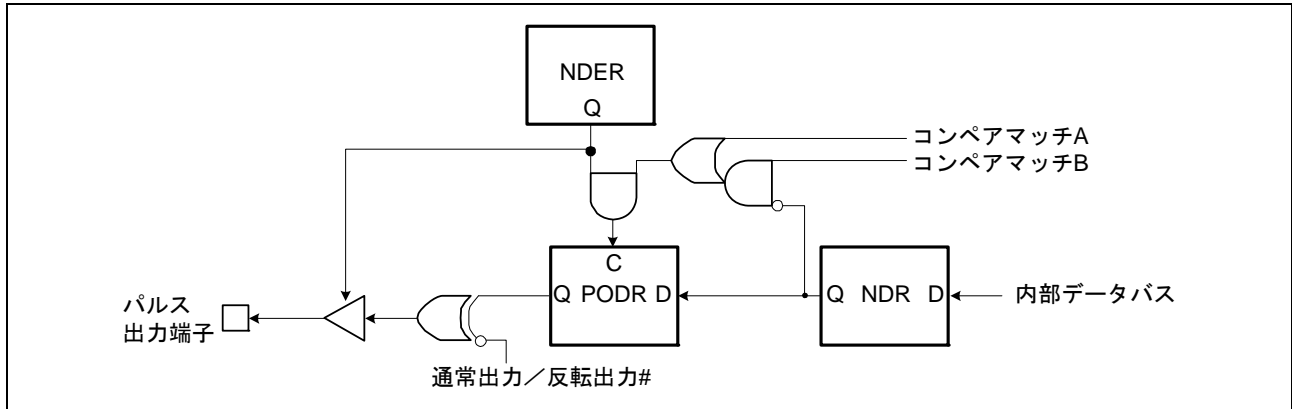 NDER
Q
コンペアマッチA
コンペアマッチB
C
Q PODR D
Q NDR D
内部データバス
パルス
出力端子
通常出力／反転出力#